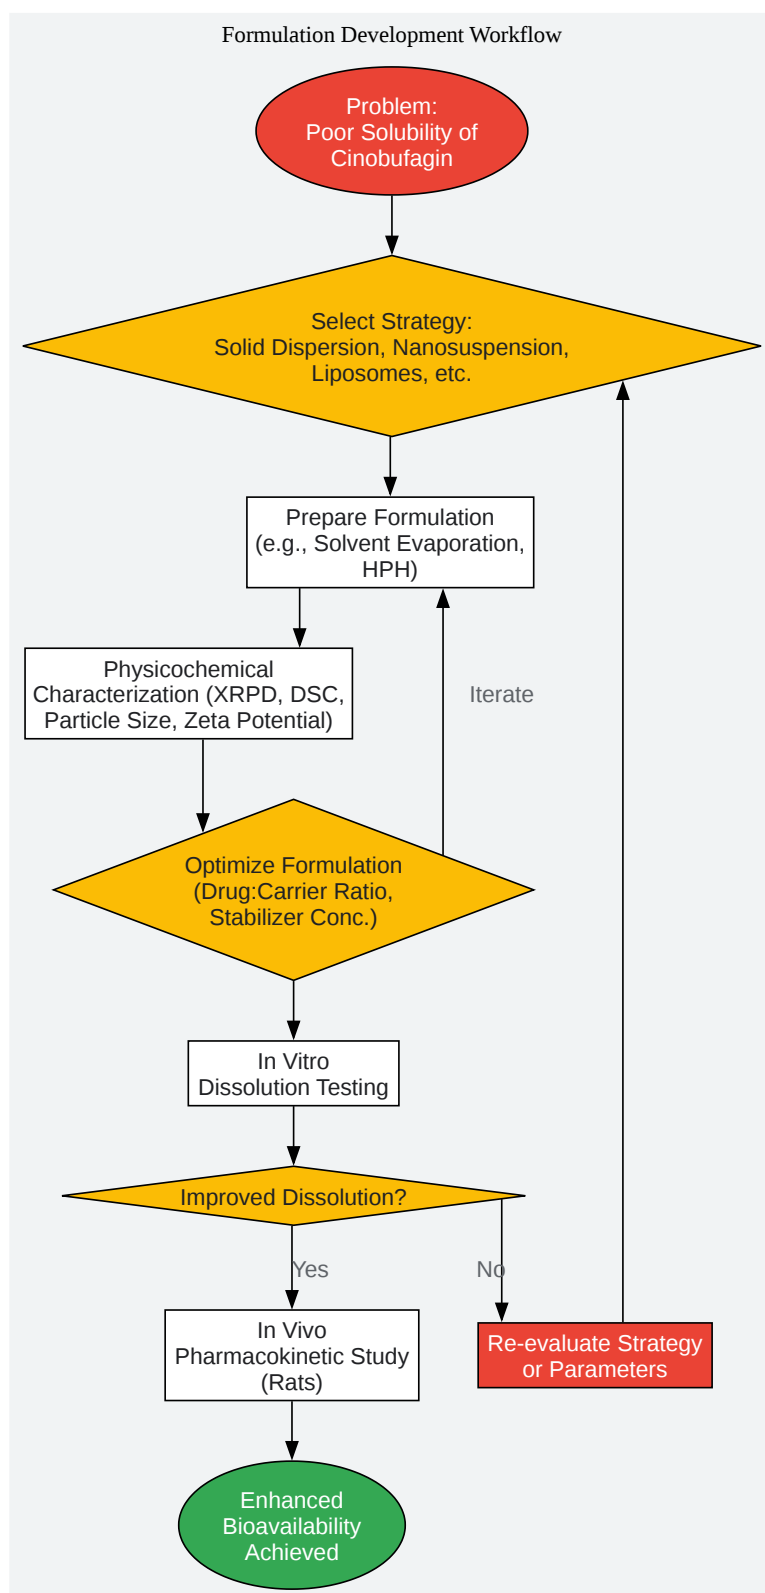 Formulation Development Workflow
Problem:
Poor Solubility of
Cinobufagin
Select Strategy:
Solid Dispersion, Nanosuspension,
Liposomes, etc.
Prepare Formulation
(e.g., Solvent Evaporation,
HPH)
Physicochemical
Characterization (XRPD, DSC,
Particle Size, Zeta Potential)
Iterate
Optimize Formulation
(Drug:Carrier Ratio,
Stabilizer Conc.)
In Vitro
Dissolution Testing
Improved Dissolution?
Yes
No
In Vivo
Pharmacokinetic Study
(Rats)
Re-evaluate Strategy
or Parameters
Enhanced
Bioavailability
Achieved